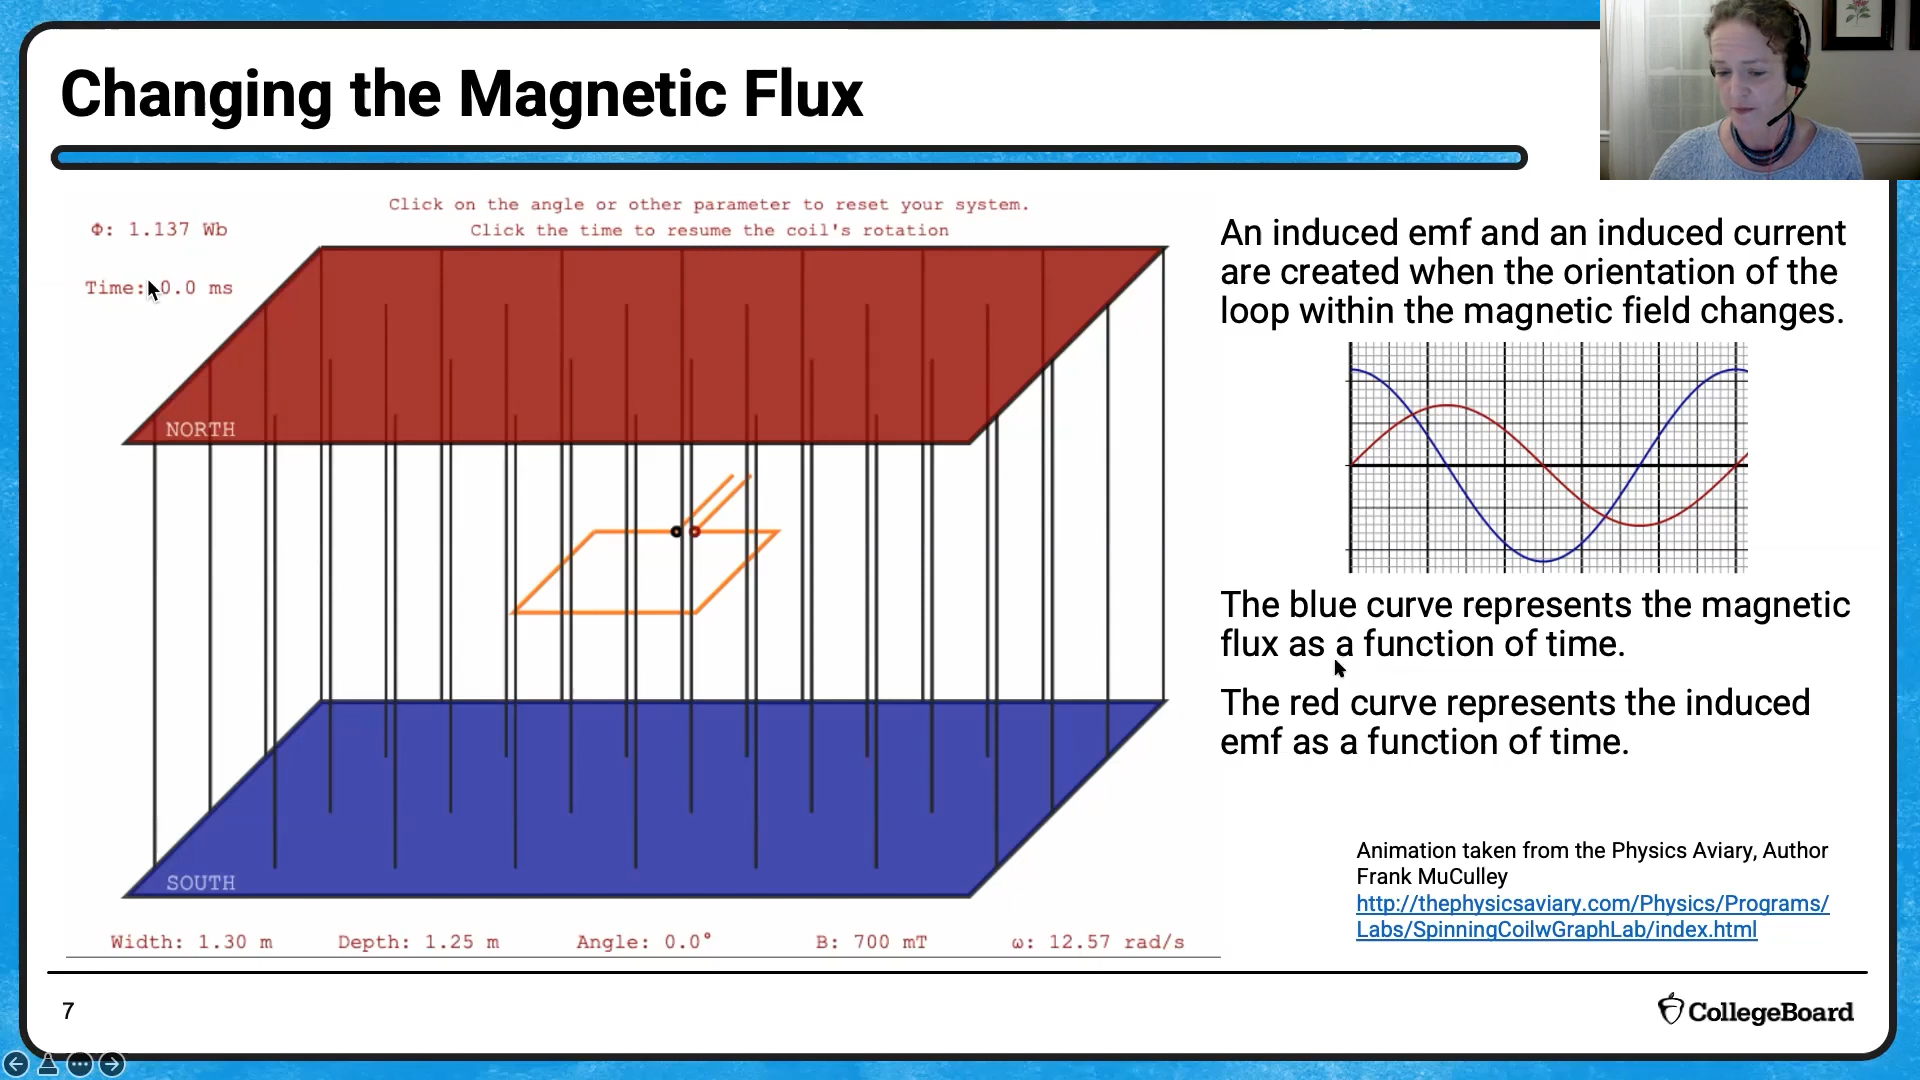 Changing the Magnetic Flux
Click on the angle or other parameter to reset your system.
Click the time to resume the coil's rotation
Φ: 1.137 Wb
Time: 0.0 ms
NORTH
SOUTH
Width: 1.30 m
Depth: 1.25 m
Angle: 0.0°
B: 700 mT
ω: 12.57 rad/s
An induced emf and an induced current
are created when the orientation of the
loop within the magnetic field changes.
The blue curve represents the magnetic
flux as a function of time.
The red curve represents the induced
emf as a function of time.
Animation taken from the Physics Aviary, Author
Frank MuCulley
http://thephysicsaviary.com/Physics/Programs/
Labs/SpinningCoilwGraphLab/index.html
7
CollegeBoard